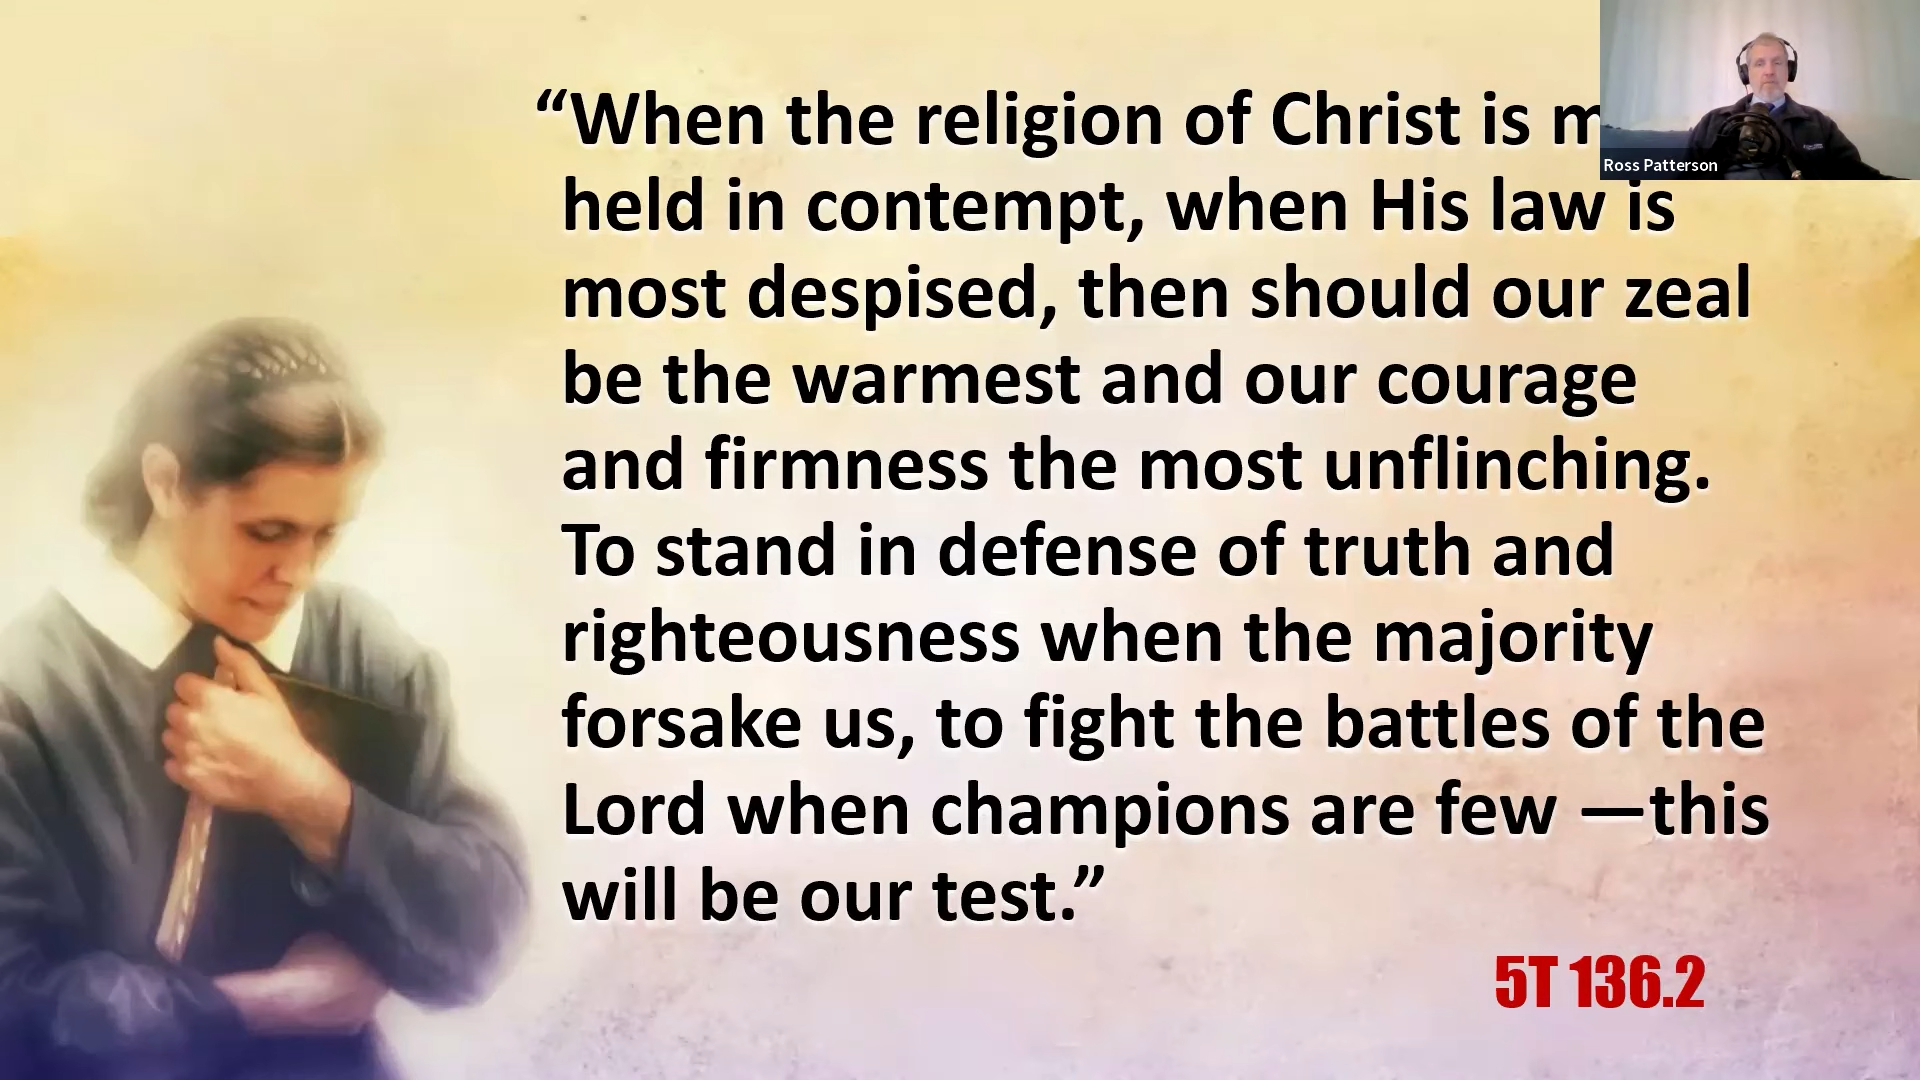 “When the religion of Christ is
held in contempt, when His law is
most despised, then should our zeal
be the warmest and our courage
and firmness the most unflinching.
To stand in defense of truth and
righteousness when the majority
forsake us, to fight the battles of the
Lord when champions are few —this
will be our test.”
5T 136.2
Ross Patterson